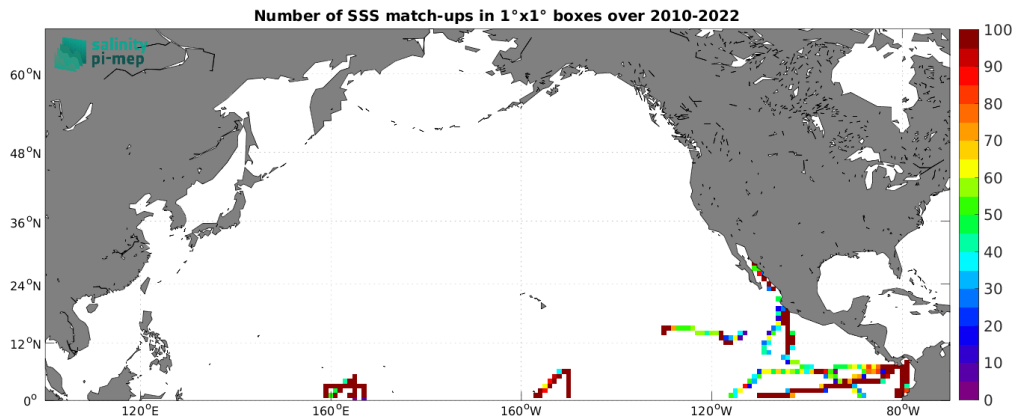 Number of SSS match-ups in 1°x1° boxes over 2010-2022
salinity
pi-mep
60°N
48°N
36°N
24°N
12°N
0°
120°E
160°E
160°W
120°W
80°W
100
90
80
70
60
50
40
30
20
10
0